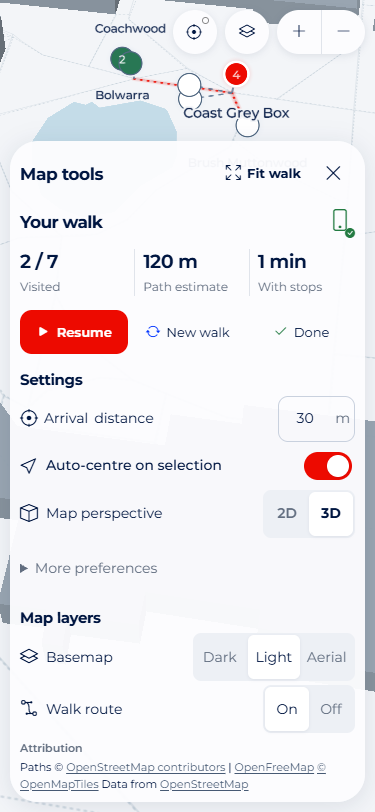 Coachwood
2
4
Bolwarra
Coast Grey Box
Map tools
Fit walk
Your walk
2 / 7
120 m
1 min
Visited
Path estimate
With stops
Resume
New walk
Done
Settings
Arrival distance
30 m
Auto-centre on selection
Map perspective
2D
3D
More preferences
Map layers
Basemap
Dark
Light
Aerial
Walk route
On
Off
Attribution
Paths © OpenStreetMap contributors | OpenFreeMap ©
OpenMapTiles Data from OpenStreetMap